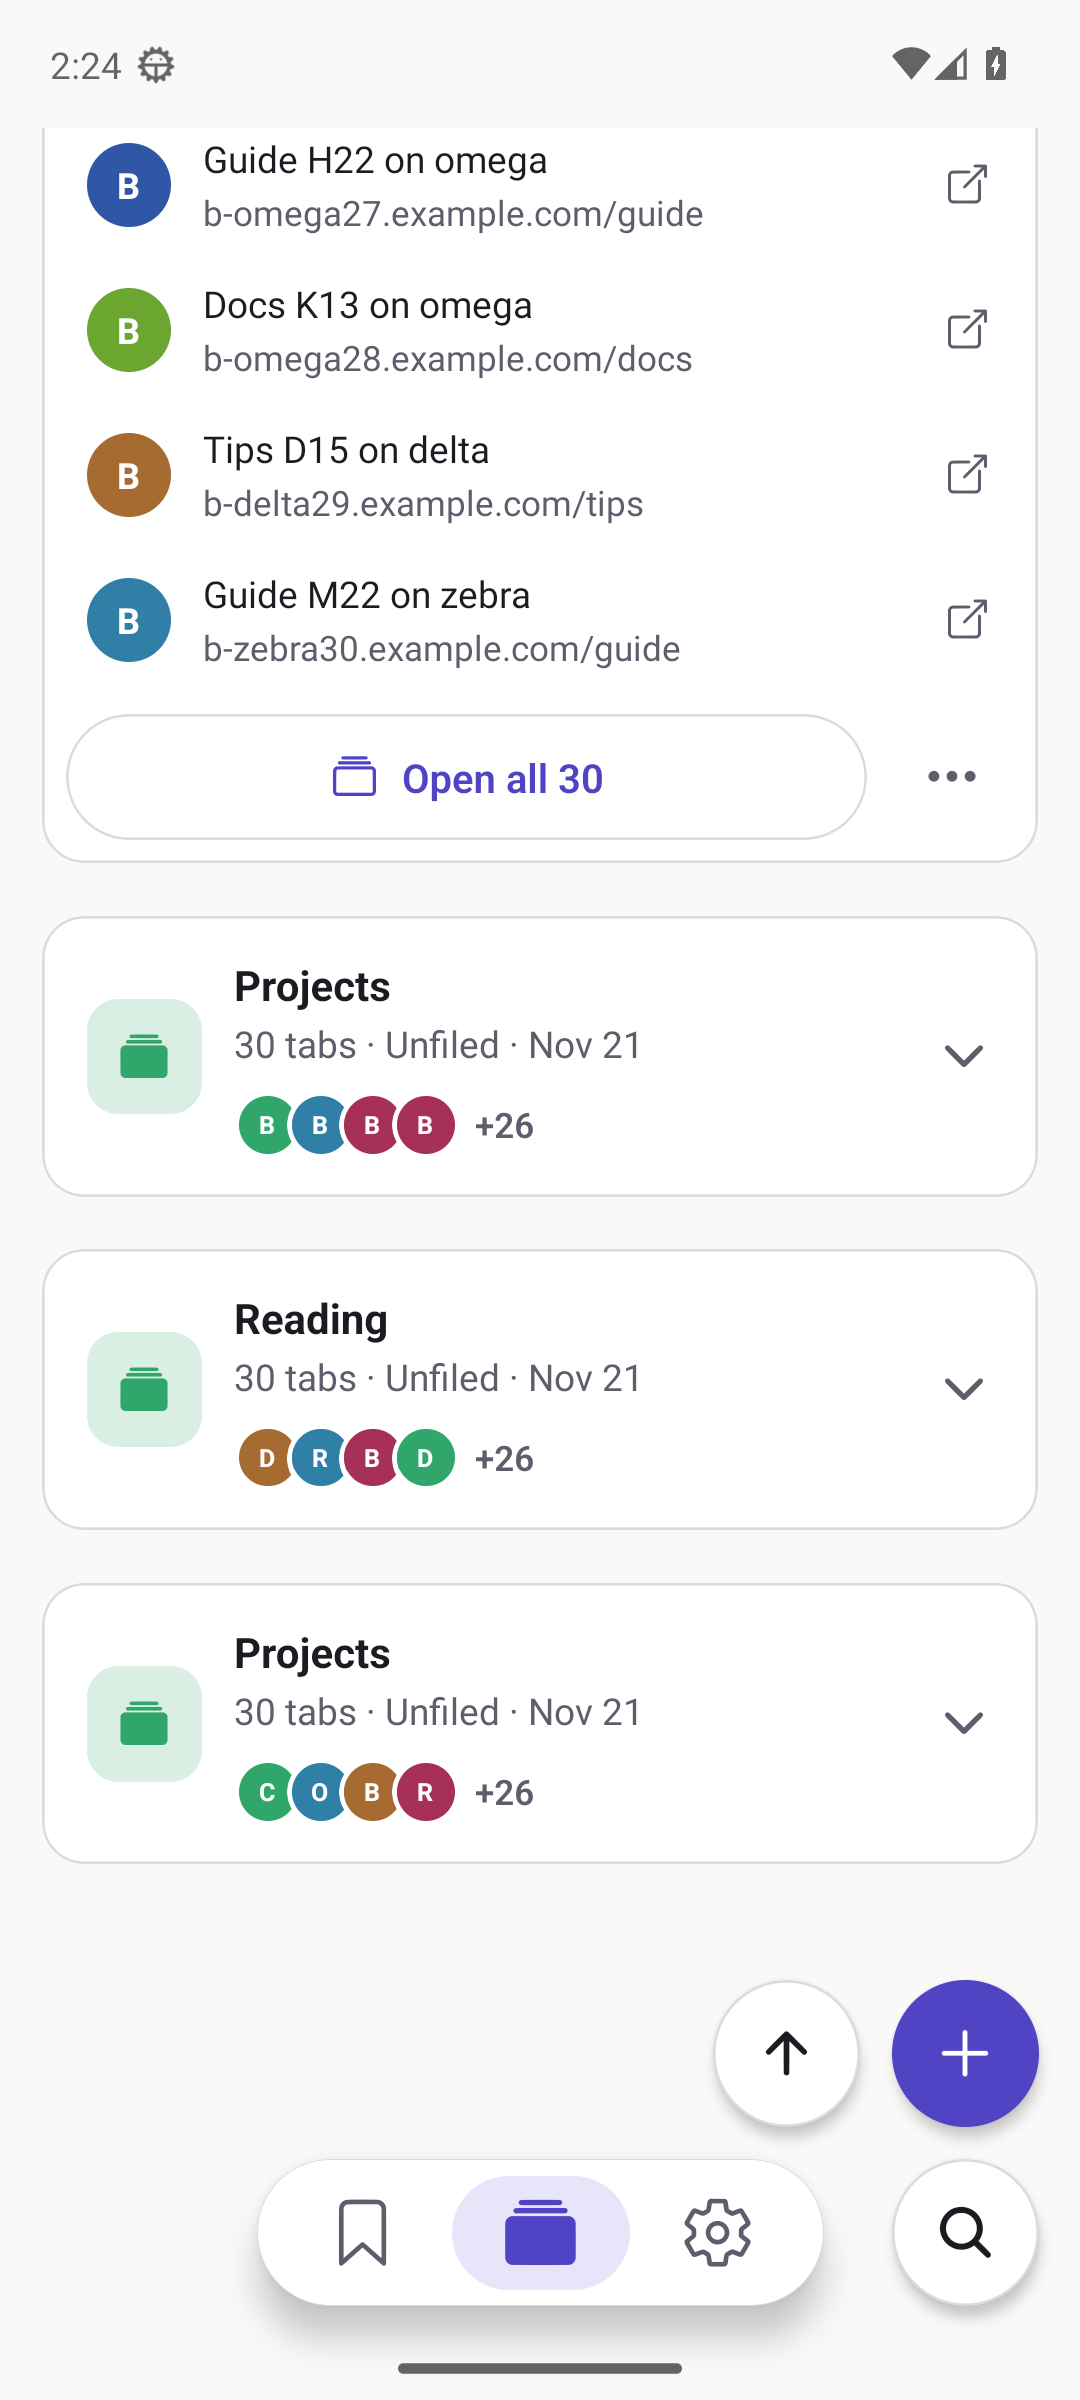 2:24
B
Guide H22 on omega
b-omega27.example.com/guide
B
Docs K13 on omega
b-omega28.example.com/docs
B
Tips D15 on delta
b-delta29.example.com/tips
B
Guide M22 on zebra
b-zebra30.example.com/guide
Open all 30
Projects
30 tabs · Unfiled · Nov 21
B B B B +26
Reading
30 tabs · Unfiled · Nov 21
D R B D +26
Projects
30 tabs · Unfiled · Nov 21
C O B R +26